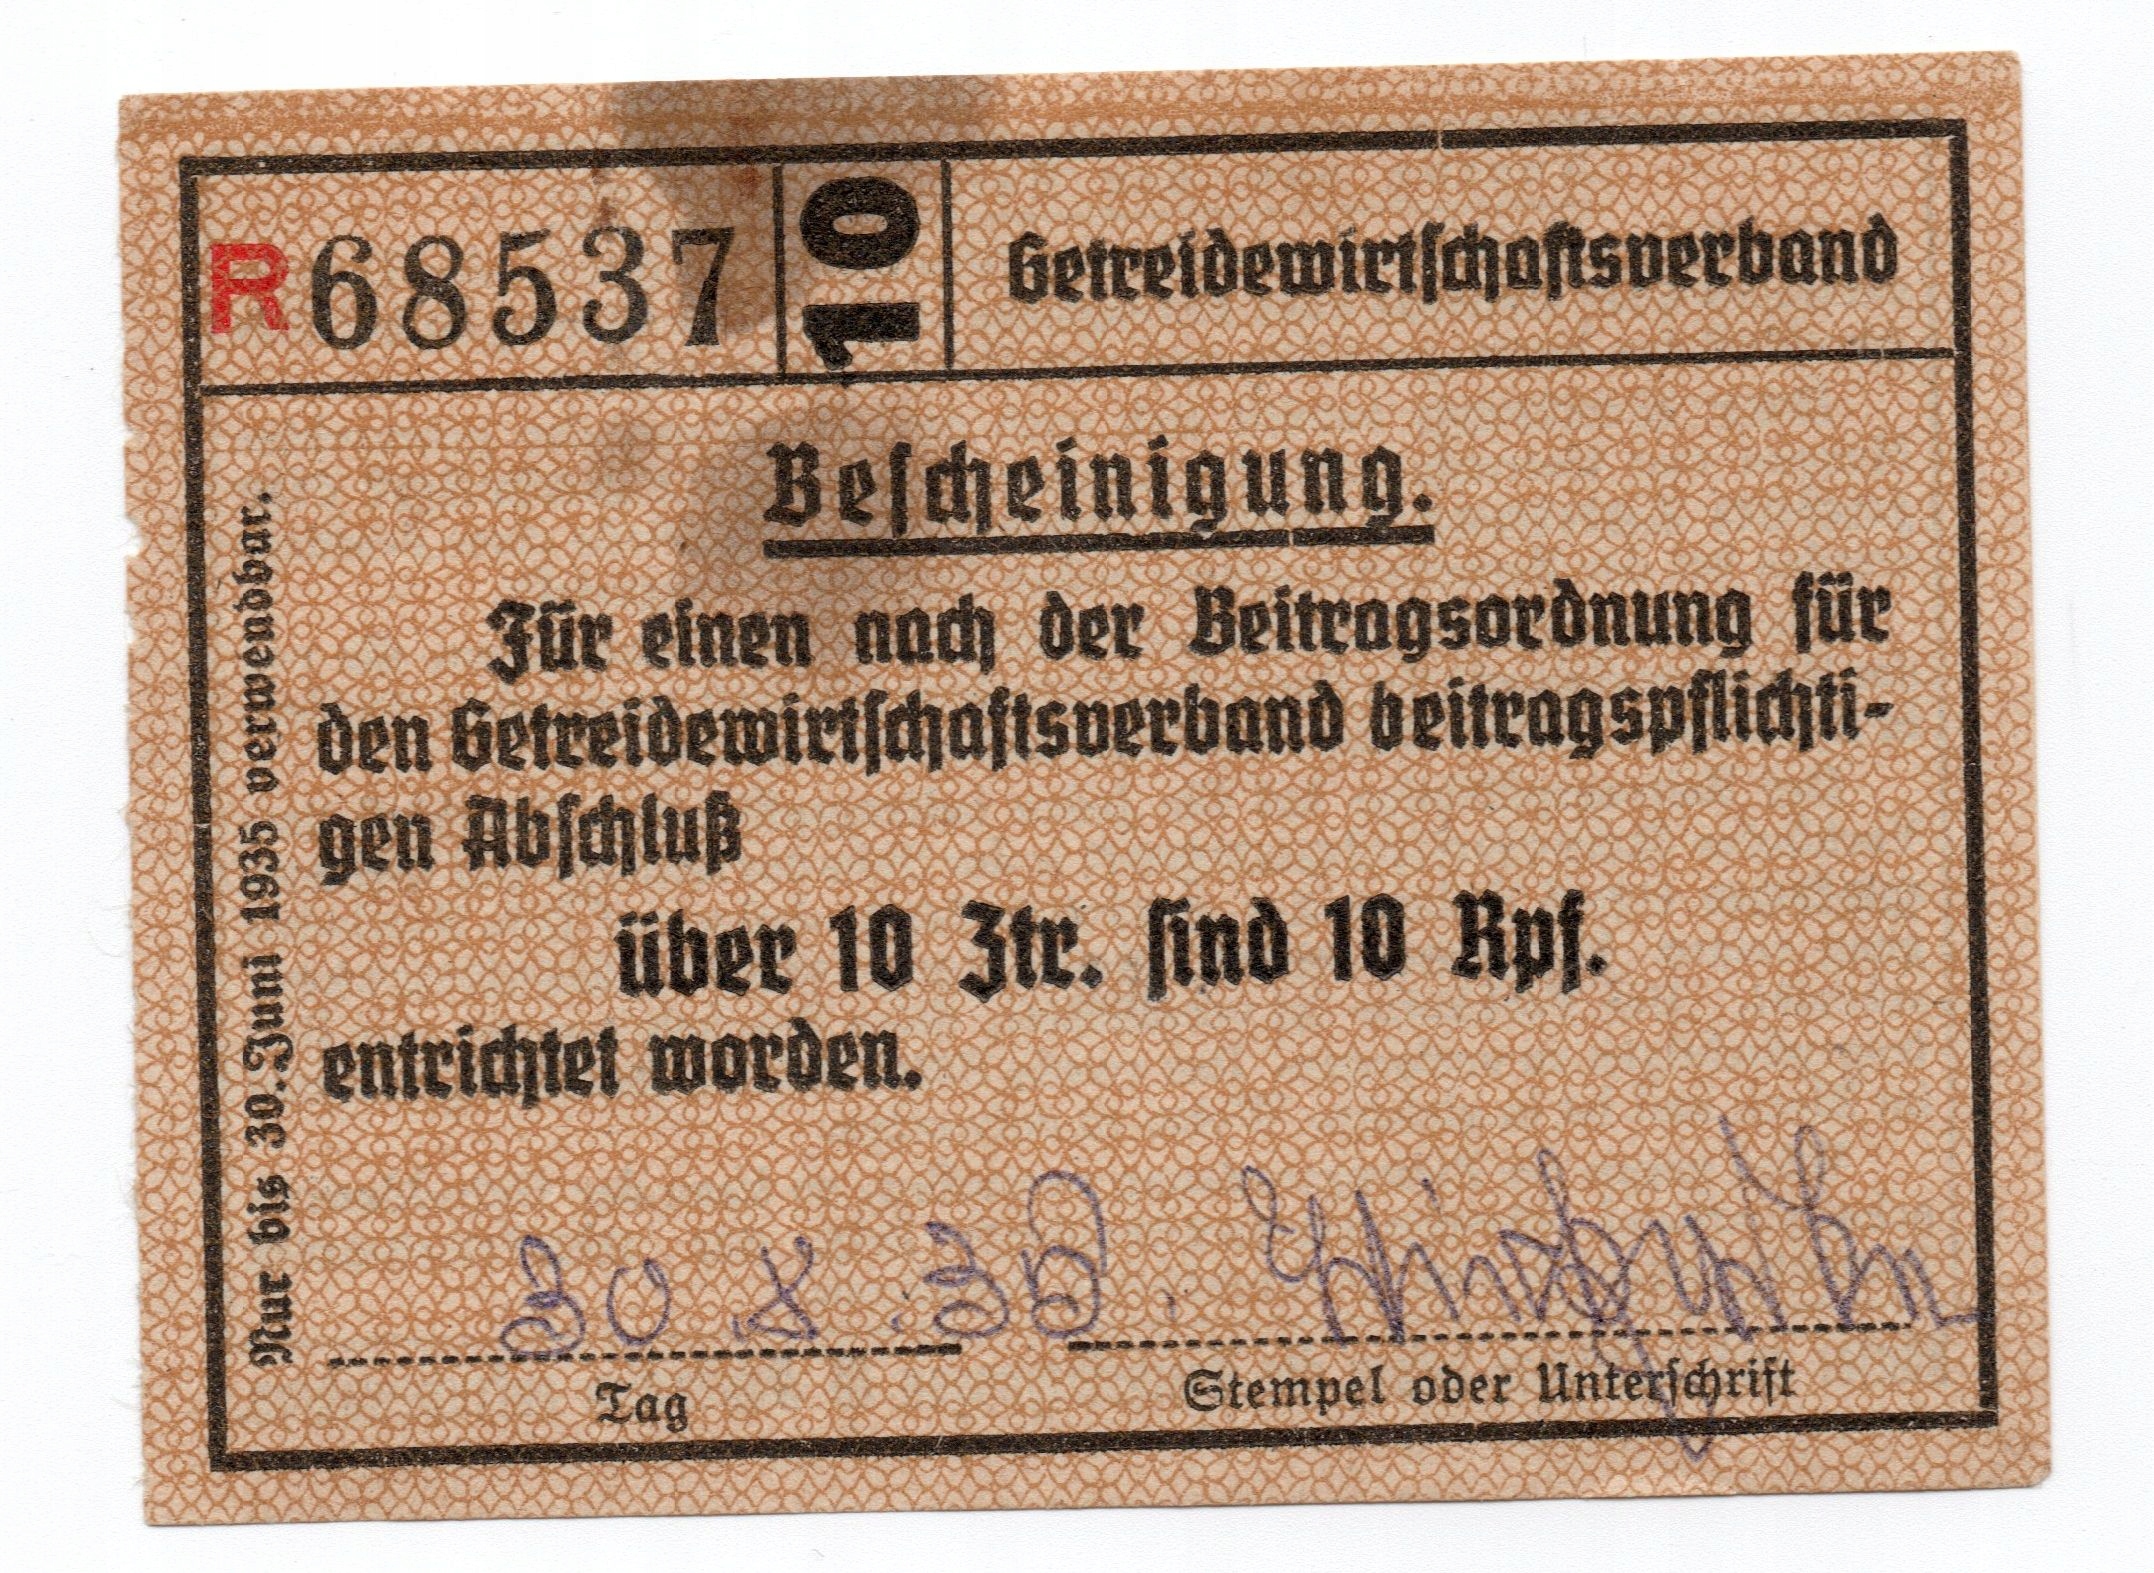 R 68537
10
Getreidewirtschaftsverband
Bescheinigung.
Für einen nach der Beitragsordnung für
den Getreidewirtschaftsverband beitragspflichti-
gen Abschluß
über 10 Ztr. sind 10 Rpf.
entrichtet worden.
Nur bis 30. Juni 1935 verwendbar.
Tag
Stempel oder Unterschrift